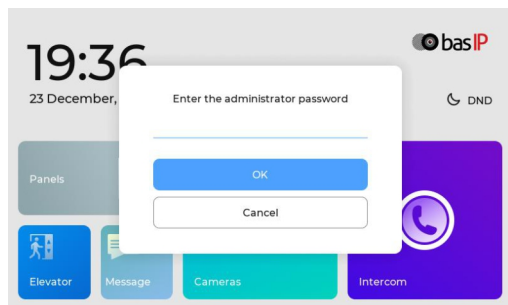 bas IP
19:36
23 December,
DND
Enter the administrator password
OK
Cancel
Panels
Elevator
Message
Cameras
Intercom